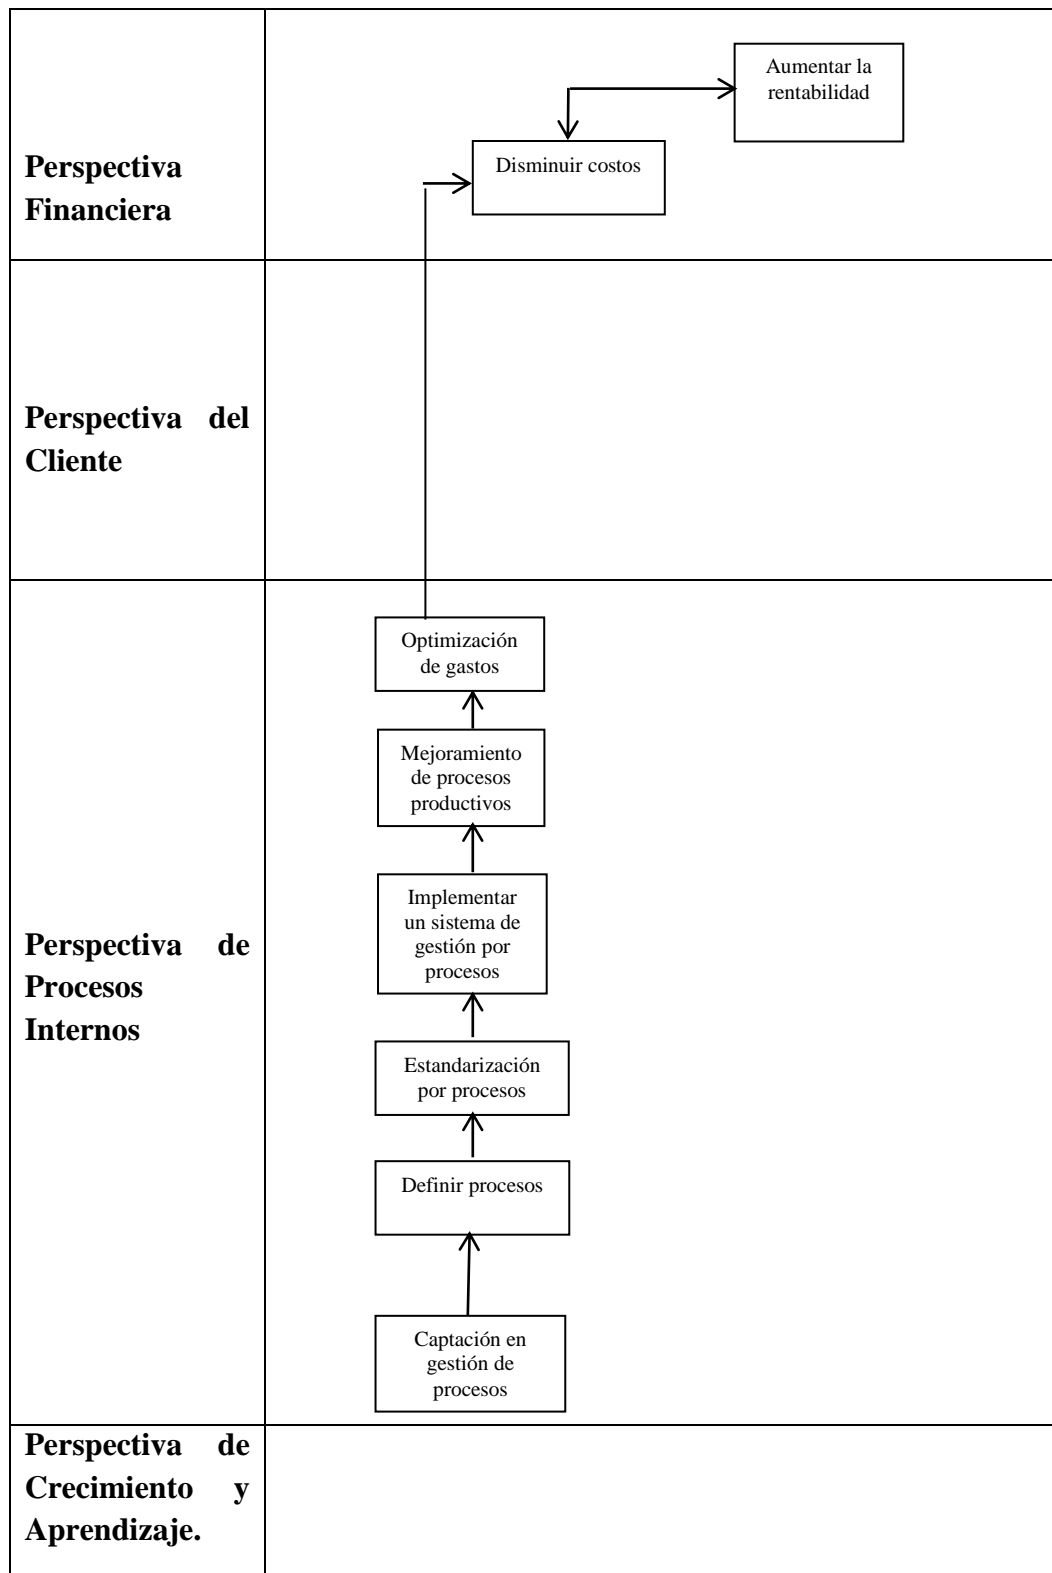 Perspectiva
Financiera
Aumentar la
rentabilidad
Disminuir costos
Perspectiva del
Cliente
Perspectiva de
Procesos
Internos
Optimización
de gastos
Mejoramiento
de procesos
productivos
Implementar
un sistema de
gestión por
procesos
Estandarización
por procesos
Definir procesos
Captación en
gestión de
procesos
Perspectiva de
Crecimiento y
Aprendizaje.